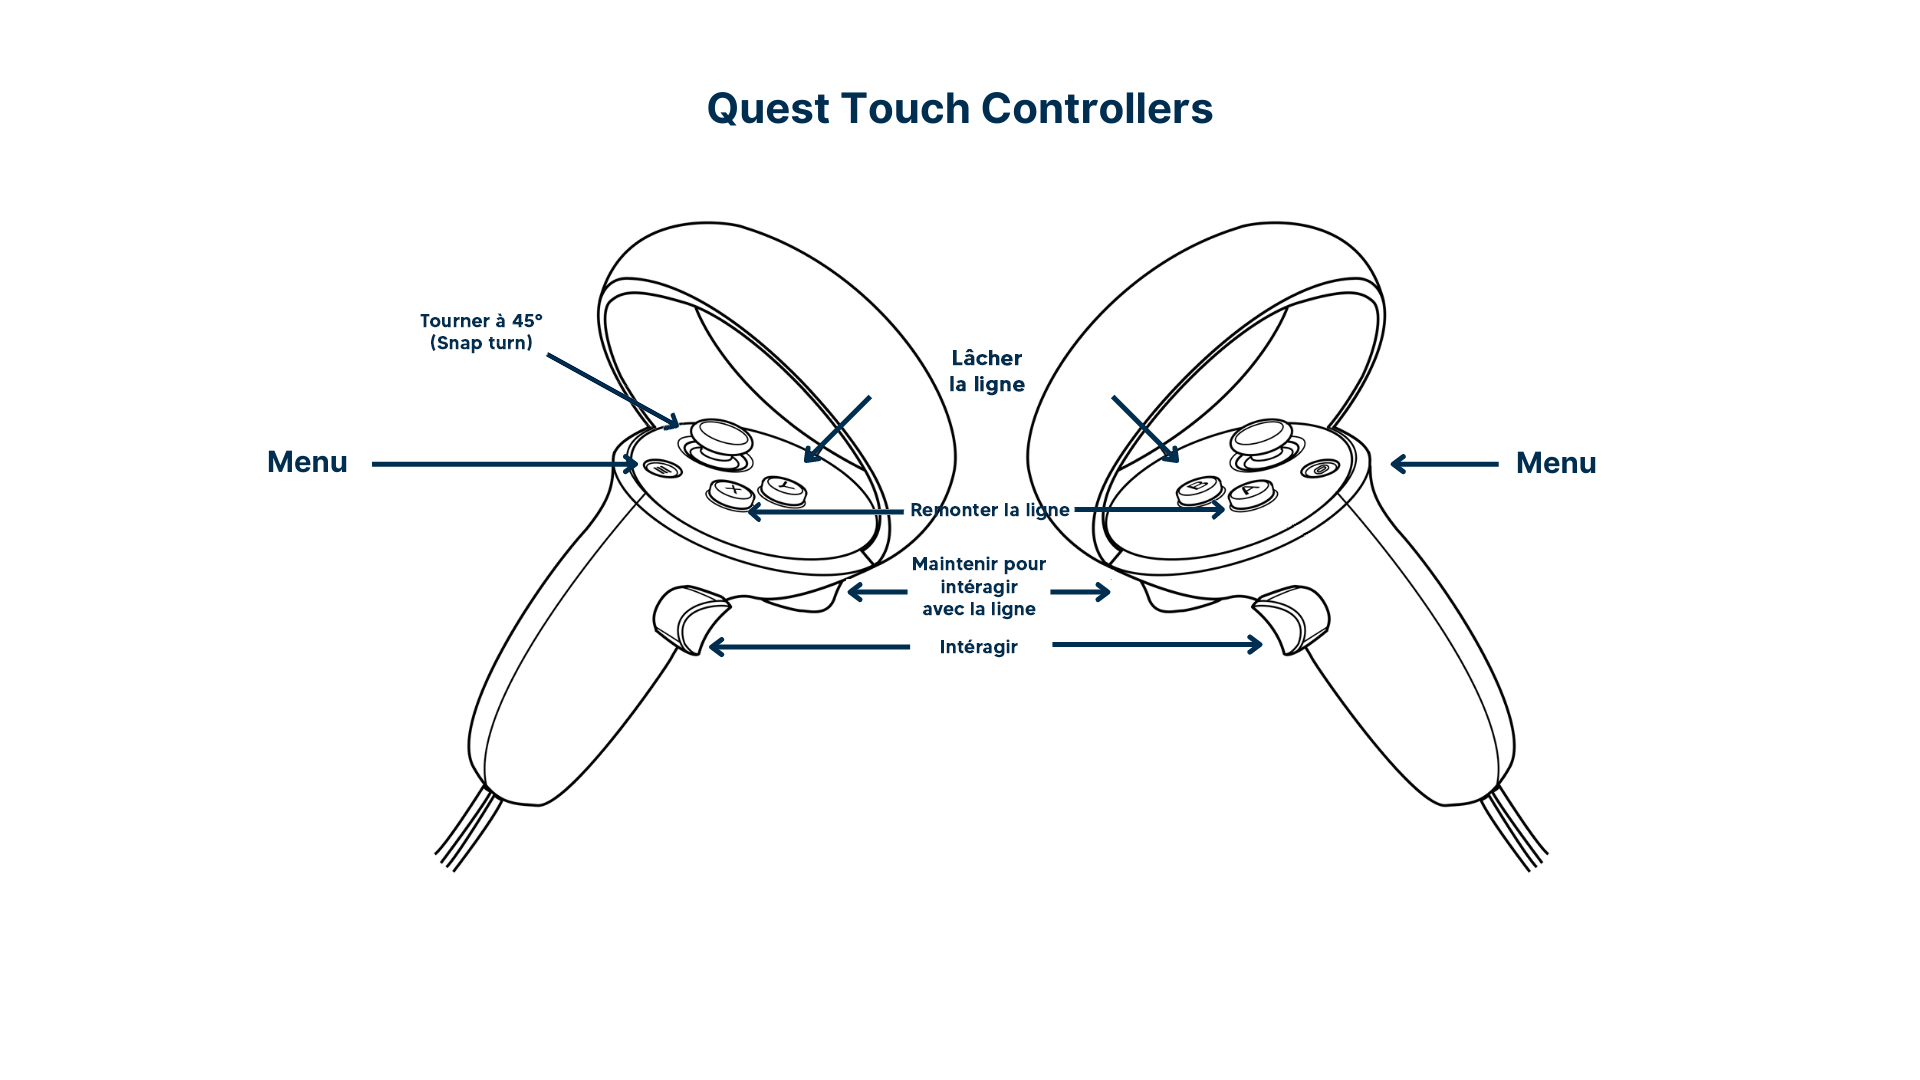 Quest Touch Controllers
Tourner à 45°
(Snap turn)
Lâcher
la ligne
Menu
Menu
X
Y
B
A
Remonter la ligne
Maintenir pour
intéragir
avec la ligne
Intéragir